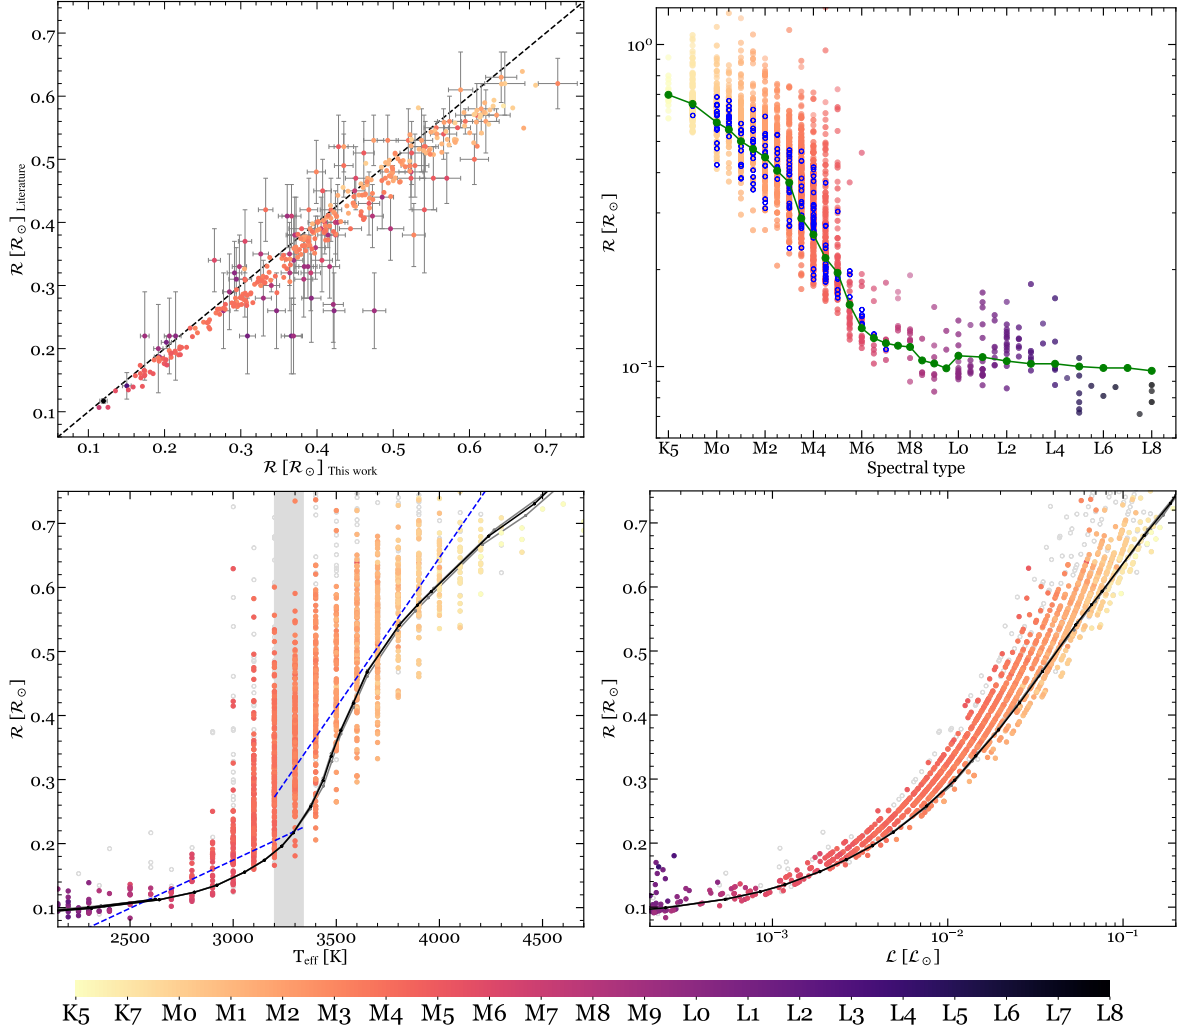 0.7
0.6
0.5
0.4
0.3
0.2
0.1
R [R⊙] Literature
0.1 0.2 0.3 0.4 0.5 0.6 0.7
R [R⊙] This work
10⁰
10⁻¹
R [R⊙]
K5 M0 M2 M4 M6 M8 L0 L2 L4 L6 L8
Spectral type
0.7
0.6
0.5
0.4
0.3
0.2
0.1
R [R⊙]
2500 3000 3500 4000 4500
Teff [K]
0.7
0.6
0.5
0.4
0.3
0.2
0.1
R [R⊙]
10⁻³ 10⁻² 10⁻¹
L [L⊙]
K5 K7 M0 M1 M2 M3 M4 M5 M6 M7 M8 M9 L0 L1 L2 L3 L4 L5 L6 L7 L8